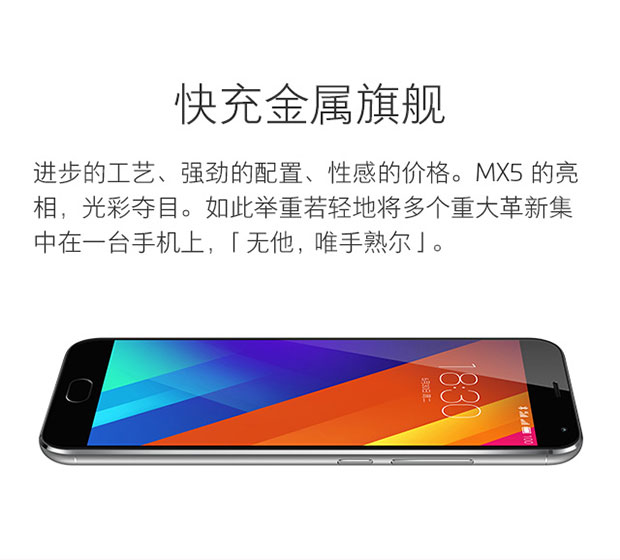 快充金属旗舰
进步的工艺、强劲的配置、性感的价格。MX5 的亮
相，光彩夺目。如此举重若轻地将多个重大革新集
中在一台手机上，「无他，唯手熟尔」。
18:30
100